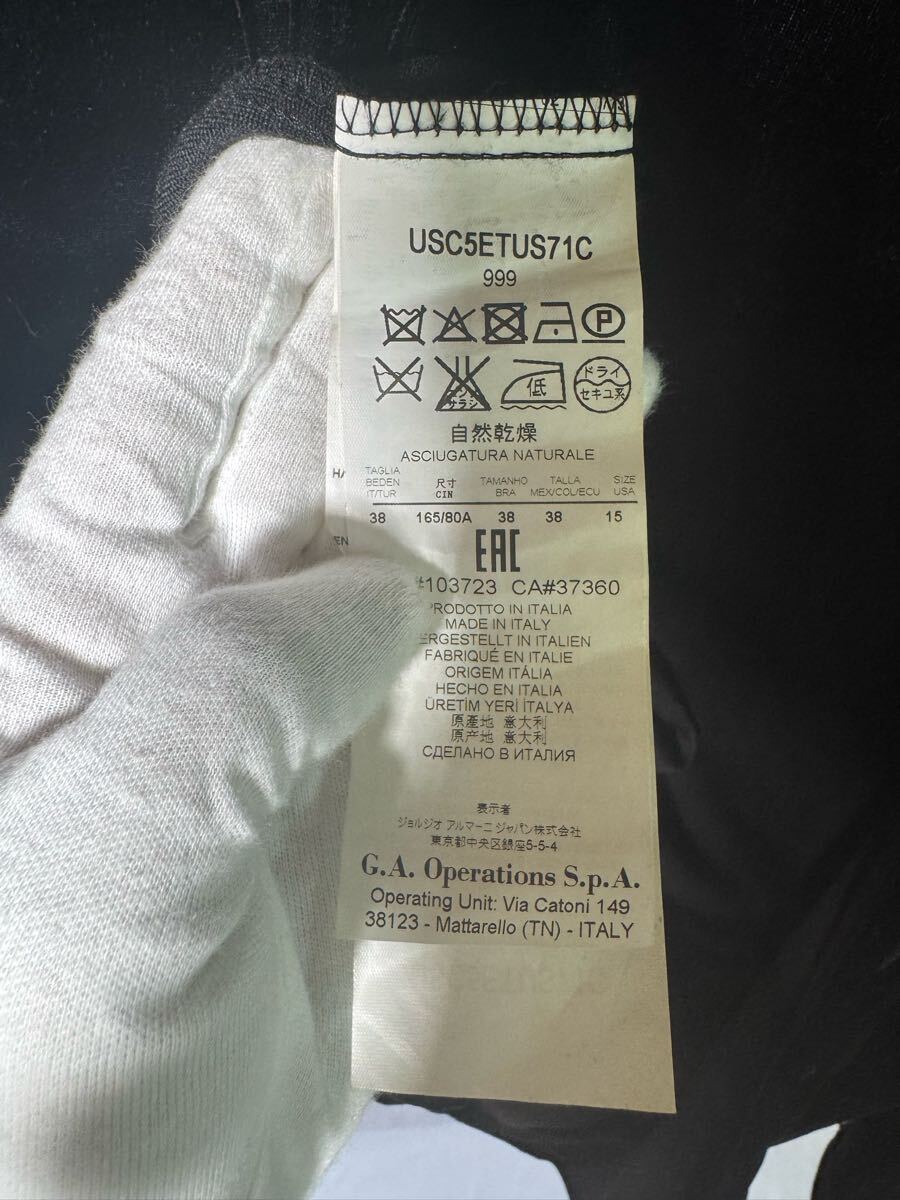 USC5ETUS71C
999
P
低
ドライ
セキユ系
エンソ
サラシ
自然乾燥
ASCIUGATURA NATURALE
TAGLIA BEDEN IT/TUR
尺寸 CIN
TAMANHO BRA
TALLA MEX/COL/ECU
SIZE USA
38 165/80A 38 38 15
EAC
#103723 CA#37360
PRODOTTO IN ITALIA
MADE IN ITALY
ERGESTELLT IN ITALIEN
FABRIQUÉ EN ITALIE
ORIGEM ITÁLIA
HECHO EN ITALIA
ÜRETİM YERİ İTALYA
原產地 意大利
原产地 意大利
СДЕЛАНО В ИТАЛИЯ
表示者
ジョルジオ アルマーニ ジャパン株式会社
東京都中央区銀座5-5-4
G.A. Operations S.p.A.
Operating Unit: Via Catoni 149
38123 - Mattarello (TN) - ITALY